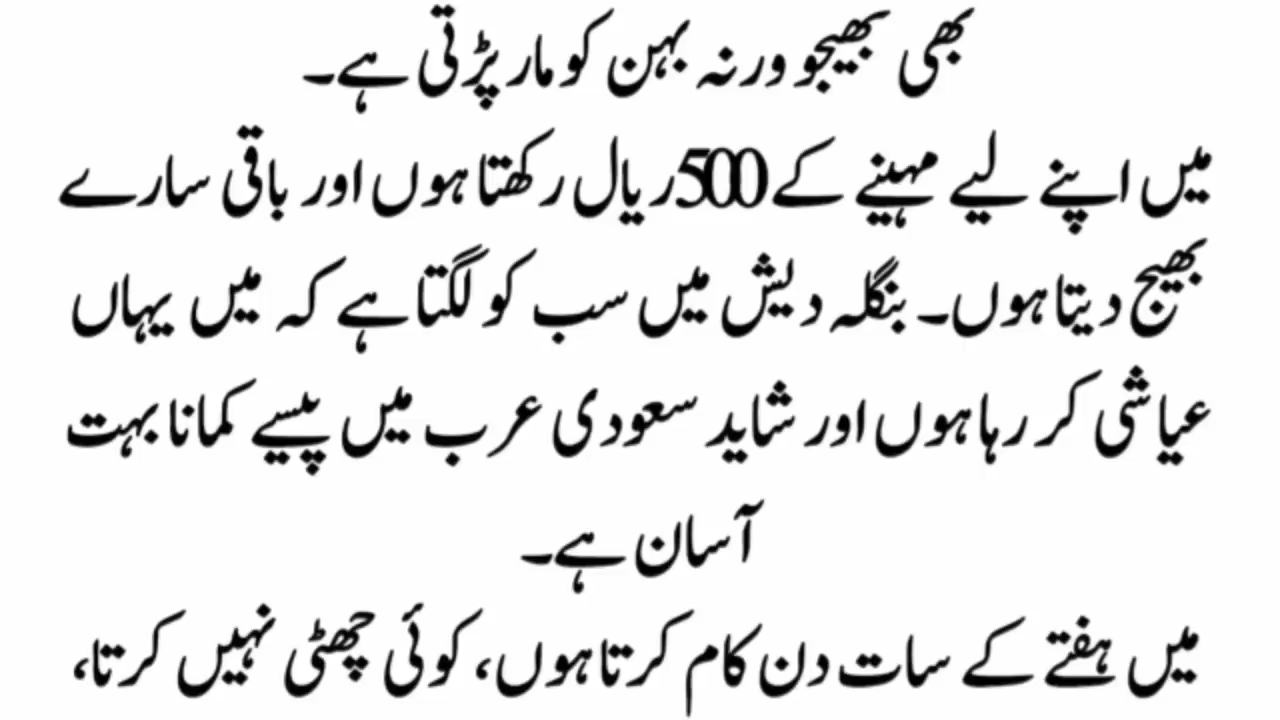 بھی بھیجو ورنہ بہن کو مار پڑتی ہے۔
میں اپنے لیے مہینے کے 500 ریال رکھتا ہوں اور باقی سارے
بھیج دیتا ہوں۔ بنگلہ دیش میں سب کو لگتا ہے کہ میں یہاں
عیاشی کر رہا ہوں اور شاید سعودی عرب میں پیسے کمانا بہت
آسان ہے۔
میں ہفتے کے سات دن کام کرتا ہوں، کوئی چھٹی نہیں کرتا،